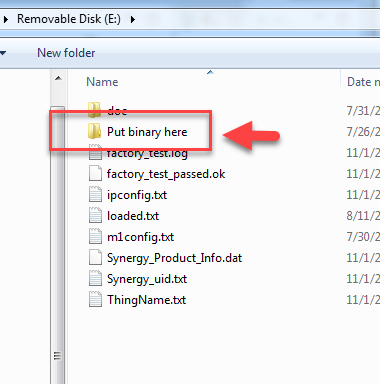 Removable Disk (E:)
New folder
Name Date m
doc 7/31/2
Put binary here 7/26/2
factory_test.log 11/1/2
factory_test_passed.ok 11/1/2
ipconfig.txt 11/1/2
loaded.txt 8/11/2
m1config.txt 7/30/2
Synergy_Product_Info.dat 11/1/2
Synergy_uid.txt 11/1/2
ThingName.txt 11/1/2